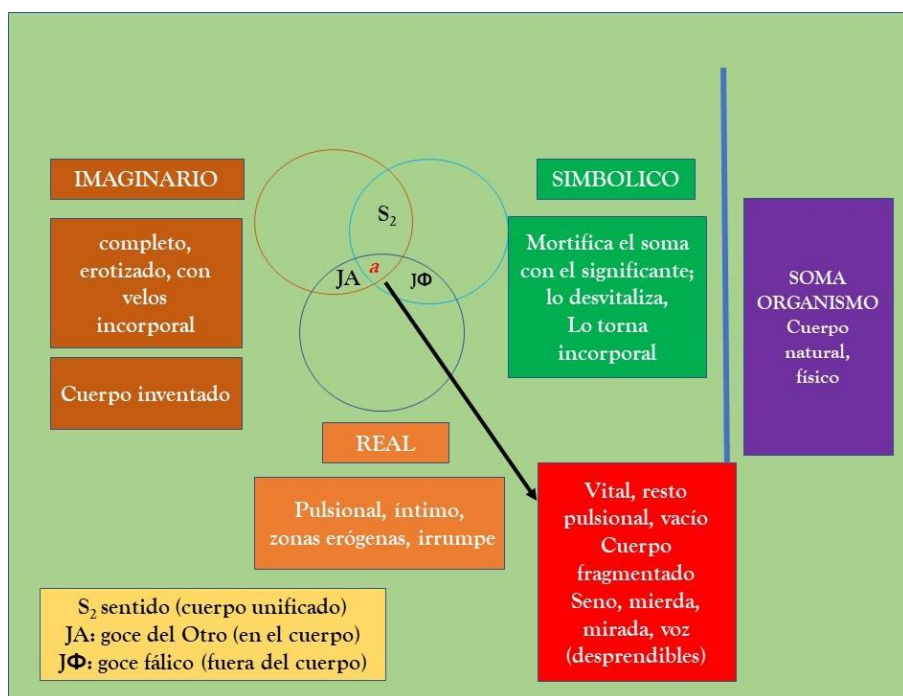 IMAGINARIO
completo,
erotizado, con
velos
incorporal
Cuerpo inventado
S₂
a
JA
JΦ
REAL
Pulsional, íntimo,
zonas erógenas, irrumpe
SIMBOLICO
Mortifica el soma
con el significante;
lo desvitaliza,
Lo torna
incorporal
SOMA
ORGANISMO
Cuerpo
natural,
físico
Vital, resto
pulsional, vacío
Cuerpo
fragmentado
Seno, mierda,
mirada, voz
(desprendibles)
S₂ sentido (cuerpo unificado)
JA: goce del Otro (en el cuerpo)
JΦ: goce fálico (fuera del cuerpo)